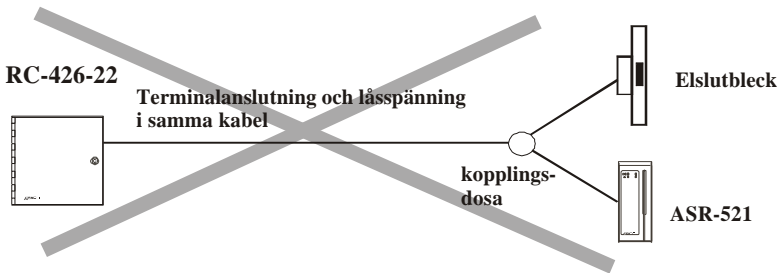 RC-426-22
Terminalanslutning och låsspänning
i samma kabel
Elslutbleck
kopplings-
dosa
ASR-521